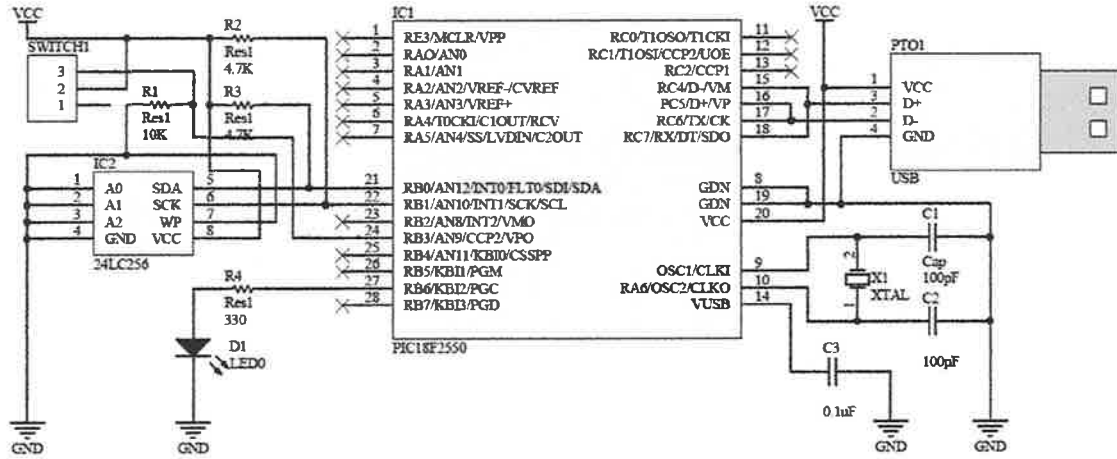 VCC
SWITCH1
3
2
1
R1
Res1
10K
R2
Res1
4.7K
R3
Res1
4.7K
IC2
1 A0 SDA 5
2 A1 SCK 6
3 A2 WP 7
4 GND VCC 8
24LC256
R4
Res1
330
D1
LED0
GND
GND
IC1
1 RE3/MCLR/VPP
2 RAO/AN0
3 RA1/AN1
4 RA2/AN2/VREF-/CVREF
5 RA3/AN3/VREF+
6 RA4/T0CKI/C1OUT/RCV
7 RA5/AN4/SS/LVDIN/C2OUT
21 RB0/AN12/INT0/FLT0/SDI/SDA
22 RB1/AN10/INT1/SCK/SCL
23 RB2/AN8/INT2/VMO
24 RB3/AN9/CCP2/VPO
25 RB4/AN11/KBI0/CSSPP
26 RB5/KBI1/PGM
27 RB6/KBI2/PGC
28 RB7/KBI3/PGD
RC0/T1OSO/T1CKI 11
RC1/T1OSI/CCP2/UOE 12
RC2/CCP1 13
RC4/D-/VM 15
PC5/D+/VP 16
RC6/TX/CK 17
RC7/RX/DT/SDO 18
GDN 8
GDN 19
VCC 20
OSC1/CLKI 9
RA6/OSC2/CLKO 10
VUSB 14
PIC18F2550
VCC
PTO1
1 VCC
3 D+
2 D-
4 GND
USB
C1
Cap
100pF
2
X1
XTAL
1
C2
100pF
C3
0.1uF
GND
GND